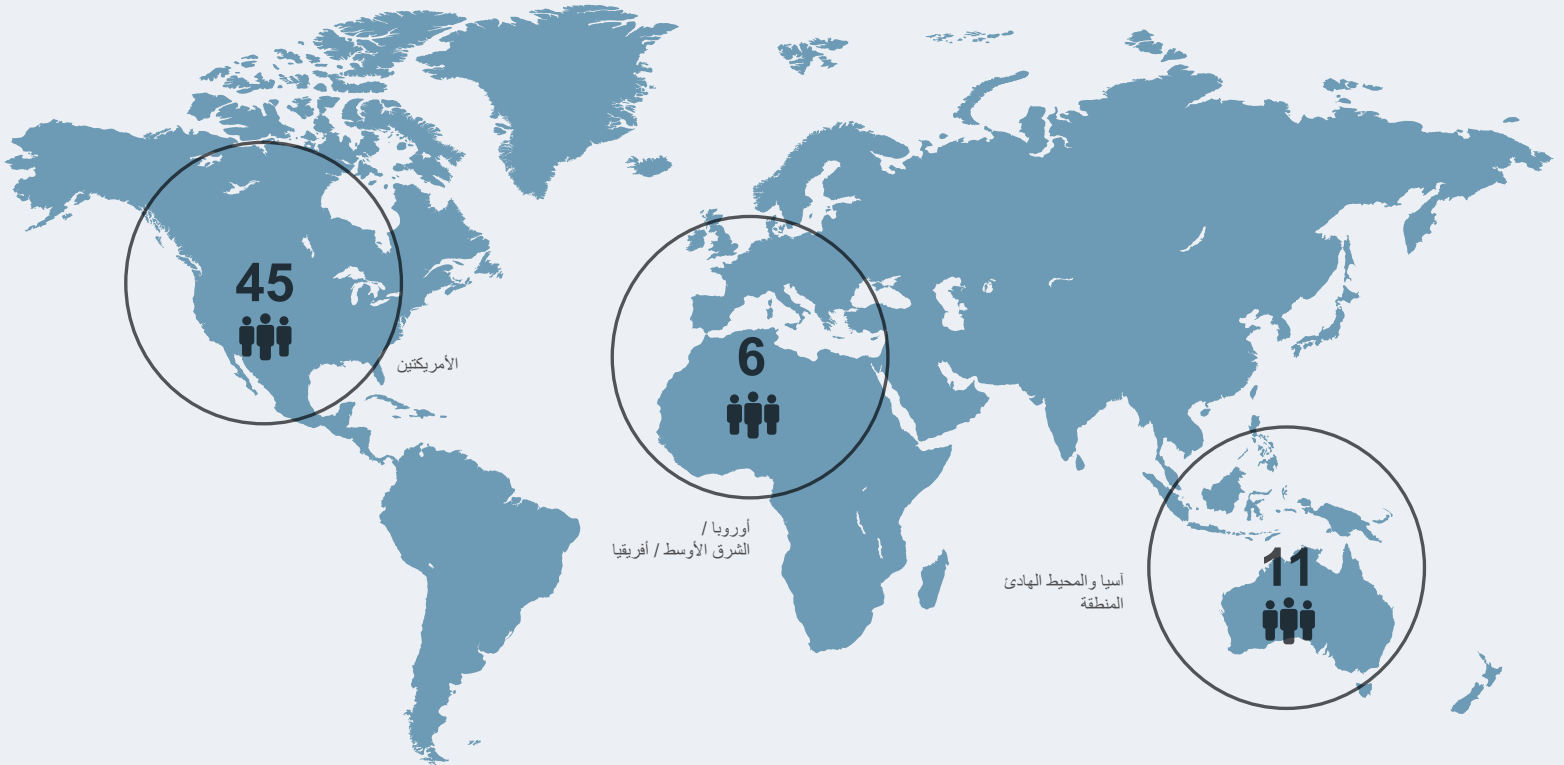 45
الأمريكتين
6
أوروبا /
الشرق الأوسط / أفريقيا
11
آسيا والمحيط الهادئ
المنطقة